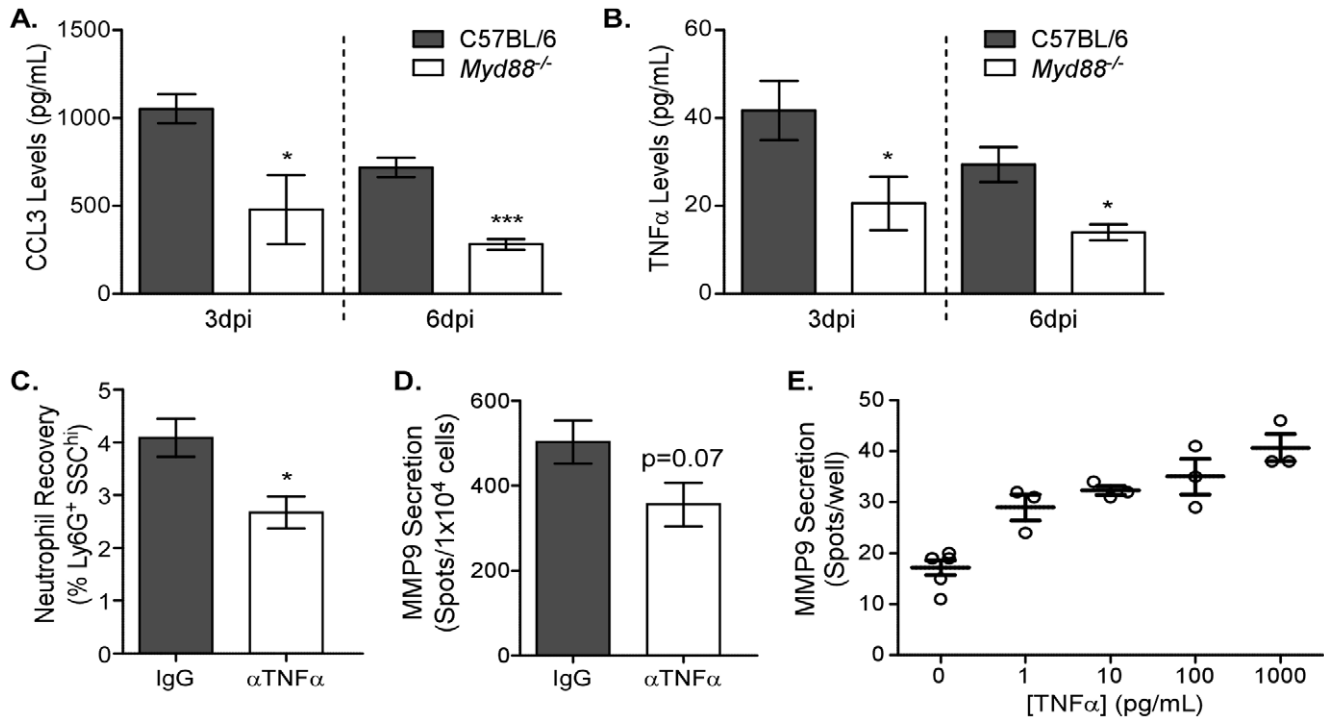 A.
CCL3 Levels (pg/mL)
1500
1000
500
0
C57BL/6
Myd88-/-
*
***
3dpi
6dpi
B.
TNFα Levels (pg/mL)
60
40
20
0
C57BL/6
Myd88-/-
*
*
3dpi
6dpi
C.
Neutrophil Recovery
(% Ly6G+ SSChi)
5
4
3
2
1
0
*
IgG
αTNFα
D.
MMP9 Secretion
(Spots/1x10⁴ cells)
600
400
200
0
p=0.07
IgG
αTNFα
E.
MMP9 Secretion
(Spots/well)
50
40
30
20
10
0
0
1
10
100
1000
[TNFα] (pg/mL)